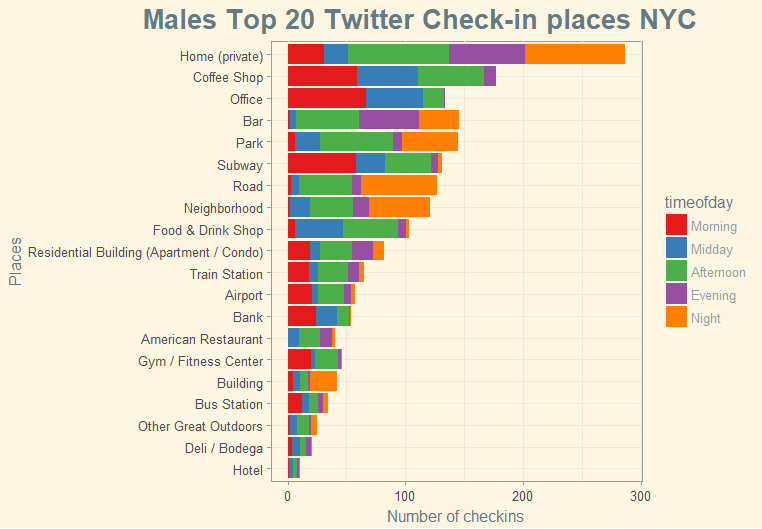 Males Top 20 Twitter Check-in places NYC
Places
Home (private)
Coffee Shop
Office
Bar
Park
Subway
Road
Neighborhood
Food & Drink Shop
Residential Building (Apartment / Condo)
Train Station
Airport
Bank
American Restaurant
Gym / Fitness Center
Building
Bus Station
Other Great Outdoors
Deli / Bodega
Hotel
0 100 200 300
Number of checkins
timeofday
Morning
Midday
Afternoon
Evening
Night